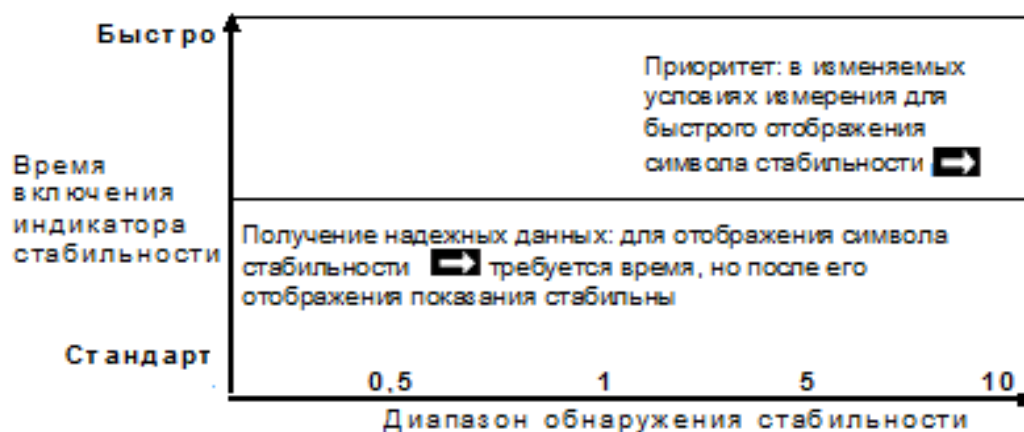 Быстро
Приоритет: в изменяемых
условиях измерения для
быстрого отображения
символа стабильности
Время
включения
индикатора
стабильности
Получение надежных данных: для отображения символа
стабильности требуется время, но после его
отображения показания стабильны
Стандарт
0,5 1 5 10
Диапазон обнаружения стабильности